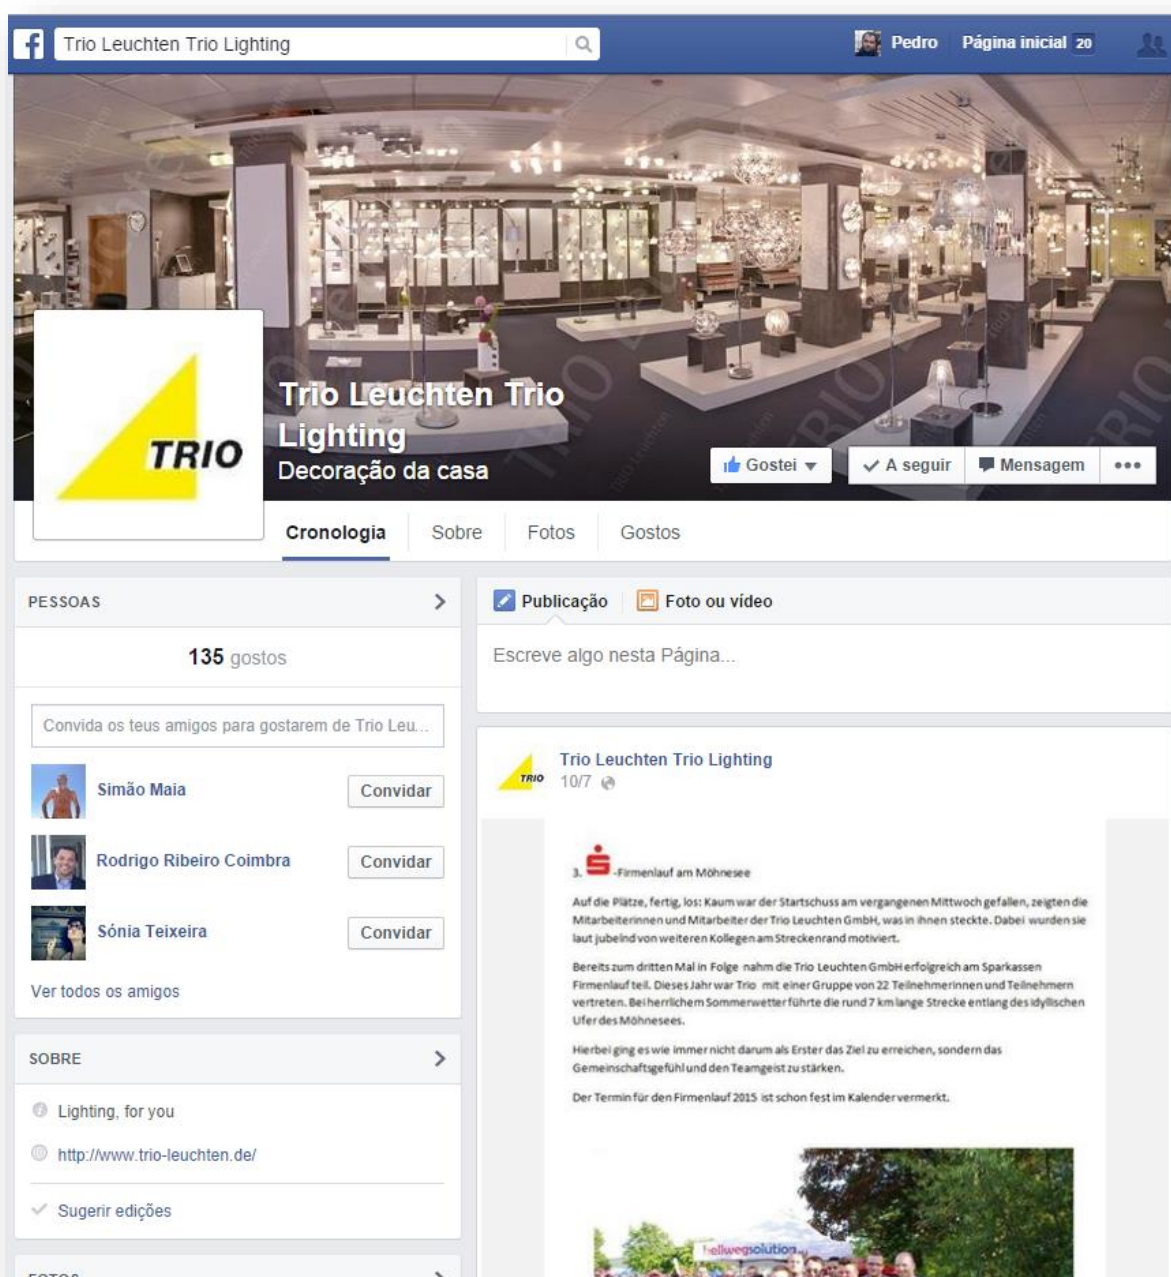 Trio Leuchten Trio Lighting
Pedro Página inicial 20
Trio Leuchten Trio
Lighting
Decoração da casa
TRIO
Gostei A seguir Mensagem
Cronologia Sobre Fotos Gostos
PESSOAS
135 gostos
Convida os teus amigos para gostarem de Trio Leu...
Simão Maia Convidar
Rodrigo Ribeiro Coimbra Convidar
Sónia Teixeira Convidar
Ver todos os amigos
SOBRE
Lighting, for you
http://www.trio-leuchten.de/
Sugerir edições
FOTOS
Publicação Foto ou vídeo
Escreve algo nesta Página...
TRIO
Trio Leuchten Trio Lighting
10/7
3. S -Firmenlauf am Möhnesee
Auf die Plätze, fertig, los: Kaum war der Startschuss am vergangenen Mittwoch gefallen, zeigten die
Mitarbeiterinnen und Mitarbeiter der Trio Leuchten GmbH, was in ihnen steckte. Dabei wurden sie
laut jubelnd von weiteren Kollegen am Streckenrand motiviert.
Bereits zum dritten Mal in Folge nahm die Trio Leuchten GmbH erfolgreich am Sparkassen
Firmenlauf teil. Dieses Jahr war Trio mit einer Gruppe von 22 Teilnehmerinnen und Teilnehmern
vertreten. Bei herrlichem Sommerwetter führte die rund 7 km lange Strecke entlang des idyllischen
Ufer des Möhnesees.
Hierbei ging es wie immer nicht darum als Erster das Ziel zu erreichen, sondern das
Gemeinschaftsgefühl und den Teamgeist zu stärken.
Der Termin für den Firmenlauf 2015 ist schon fest im Kalender vermerkt.
hellwegsolution